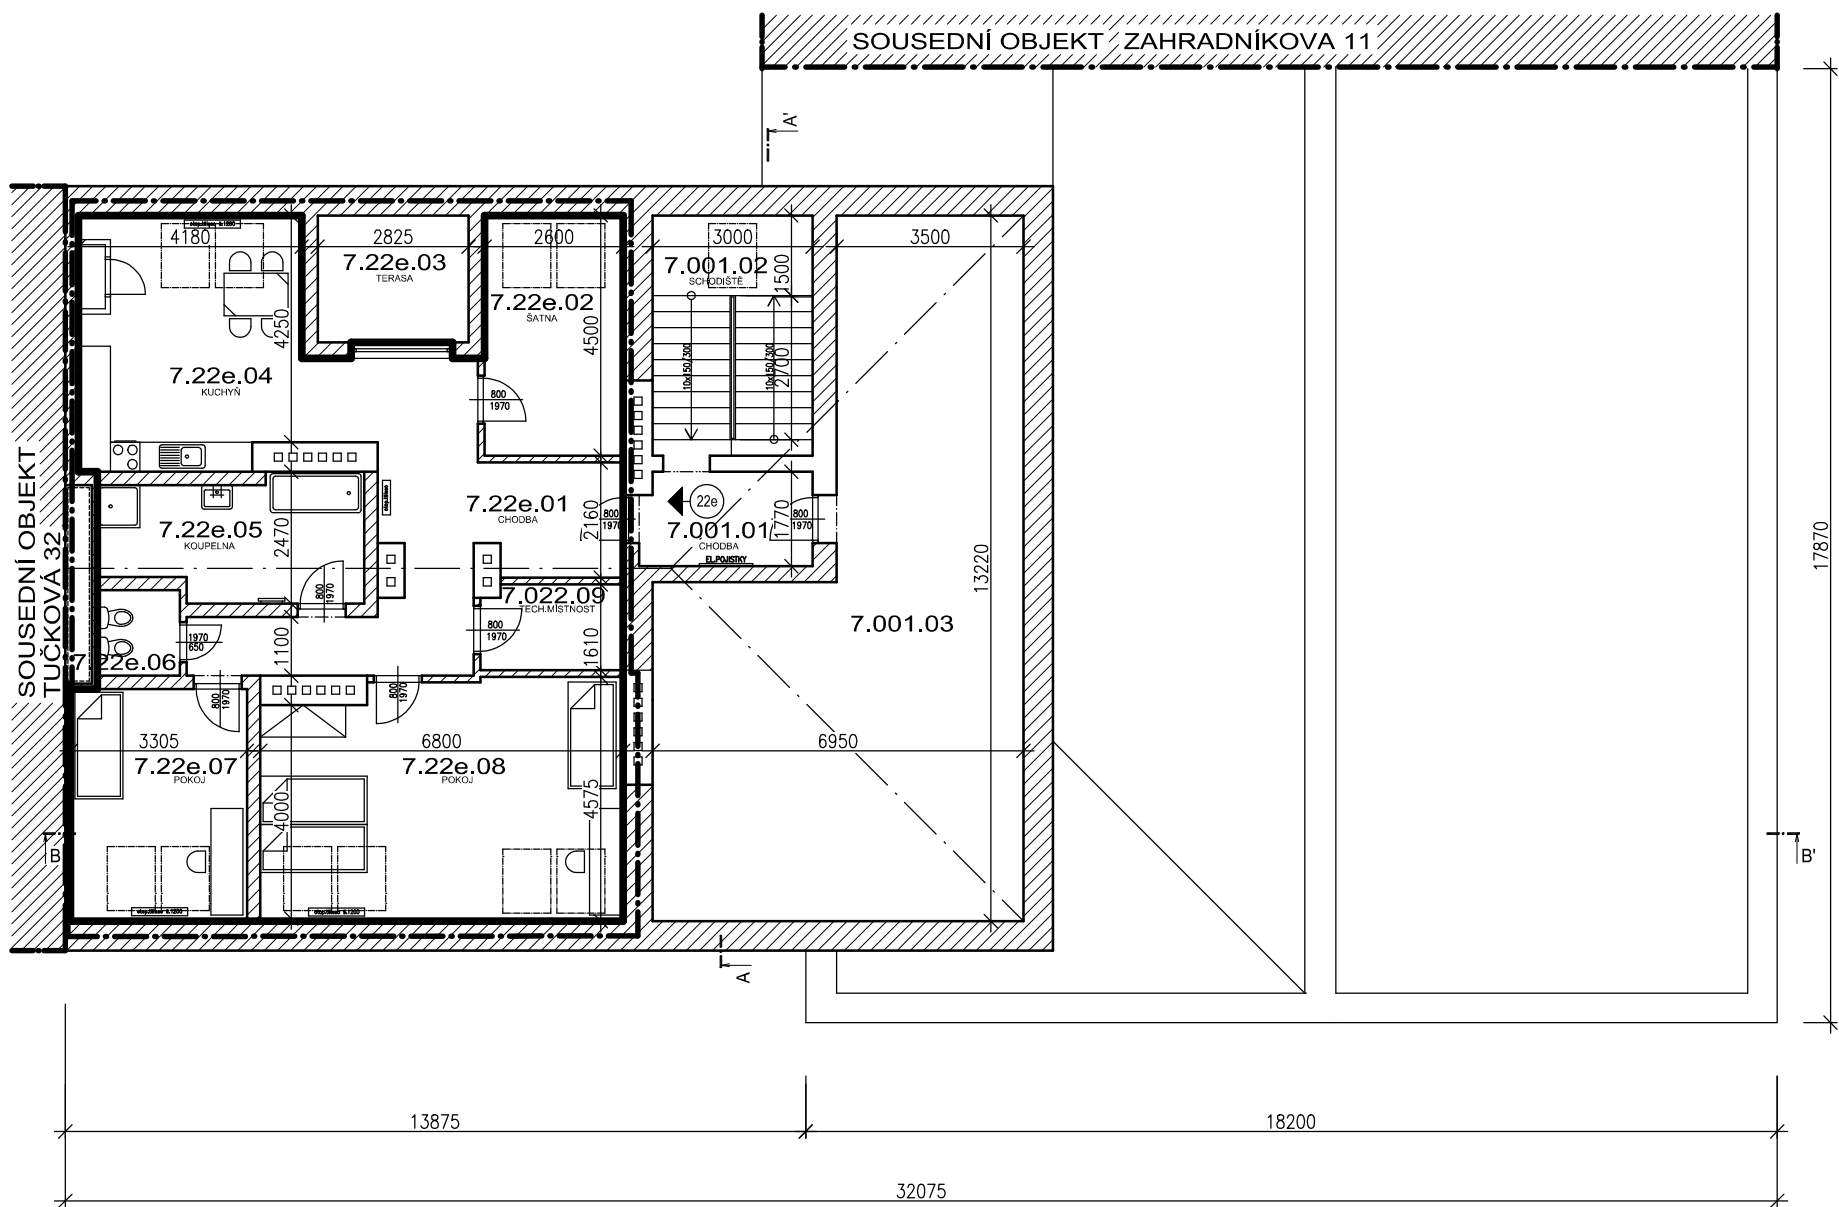 SOUSEDNÍ OBJEKT ZAHRADNÍKOVA 11
A'
4180
2825
2600
3000
3500
7.22e.03
TERASA
7.001.02
SCHODIŠTĚ
1500
7.22e.02
ŠATNA
4250
4500
10x150/300
10x150/300
2700
7.22e.04
KUCHYŇ
800
1970
SOUSEDNÍ OBJEKT
TUČKOVÁ 32
7.22e.01
CHODBA
22e
7.22e.05
KOUPELNA
2470
2160
800
1970
7.001.01
CHODBA
1770
800
1970
EL.POJISTKY
13220
17870
800
1970
7.022.09
TECH.MÍSTNOST
800
1970
1970
650
1100
1610
7.22e.06
7.001.03
800
1970
800
1970
3305
6800
6950
7.22e.07
POKOJ
7.22e.08
POKOJ
4000
4575
B
B'
A
13875
18200
32075